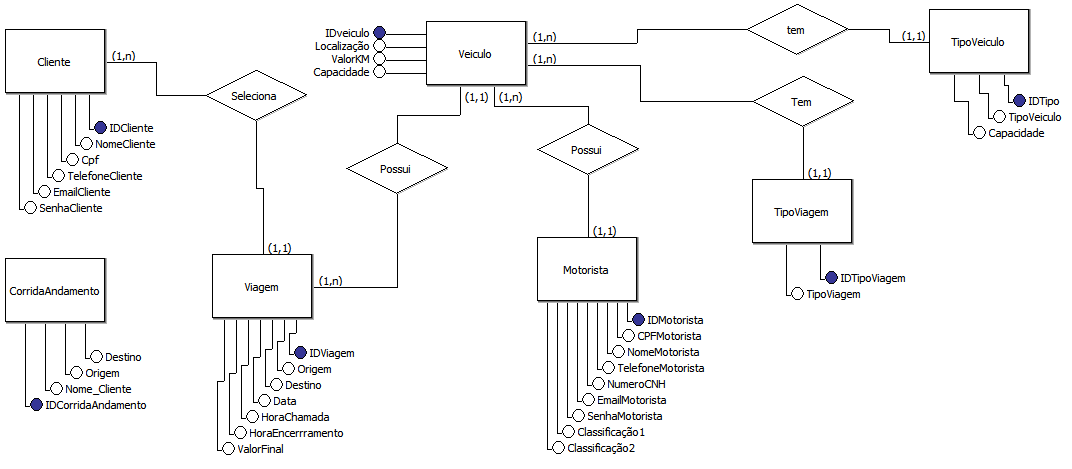 Cliente
(1,n)
Seleciona
IDCliente
NomeCliente
Cpf
TelefoneCliente
EmailCliente
SenhaCliente
IDveiculo
Localização
ValorKM
Capacidade
Veiculo
(1,n)
(1,n)
(1,1)
(1,n)
tem
(1,1)
TipoVeiculo
IDTipo
TipoVeiculo
Capacidade
Tem
(1,1)
TipoViagem
IDTipoViagem
TipoViagem
Possui
Possui
(1,1)
Motorista
IDMotorista
CPFMotorista
NomeMotorista
TelefoneMotorista
NumeroCNH
EmailMotorista
SenhaMotorista
Classificação1
Classificação2
(1,1)
Viagem
(1,n)
IDViagem
Origem
Destino
Data
HoraChamada
HoraEncerrramento
ValorFinal
CorridaAndamento
Destino
Origem
Nome_Cliente
IDCorridaAndamento